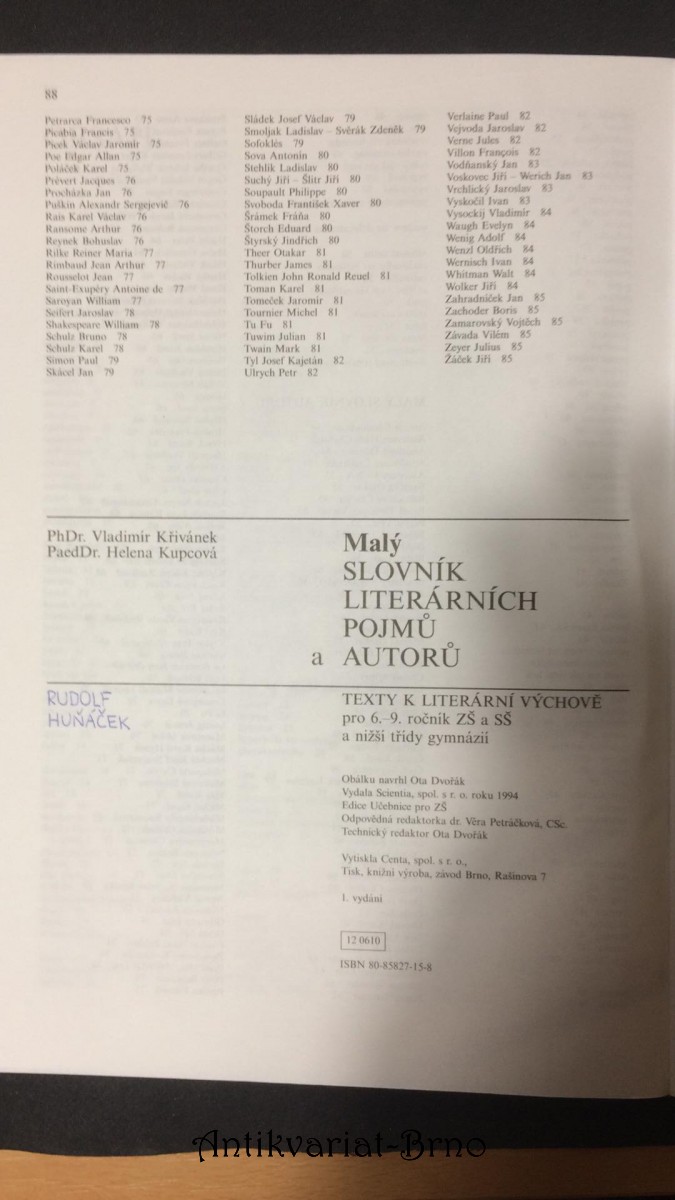 88
Petrarca Francesco 75
Picabia Francis 75
Picek Václav Jaromír 75
Poe Edgar Allan 75
Poláček Karel 75
Prévert Jacques 76
Procházka Jan 76
Puškin Alexandr Sergejevič 76
Rais Karel Václav 76
Ransome Arthur 76
Reynek Bohuslav 76
Rilke Reiner Maria 77
Rimbaud Jean Arthur 77
Rousselot Jean 77
Saint-Exupéry Antoine de 77
Saroyan William 77
Seifert Jaroslav 78
Shakespeare William 78
Schulz Bruno 78
Schulz Karel 78
Simon Paul 79
Skácel Jan 79
Sládek Josef Václav 79
Smoljak Ladislav – Svěrák Zdeněk 79
Sofoklés 79
Sova Antonín 80
Stehlík Ladislav 80
Suchý Jiří – Šlitr Jiří 80
Soupault Philippe 80
Svoboda František Xaver 80
Šrámek Fráňa 80
Štorch Eduard 80
Štyrský Jindřich 80
Theer Otakar 81
Thurber James 81
Tolkien John Ronald Reuel 81
Toman Karel 81
Tomeček Jaromír 81
Tournier Michel 81
Tu Fu 81
Tuwim Julian 81
Twain Mark 81
Tyl Josef Kajetán 82
Ulrych Petr 82
Verlaine Paul 82
Vejvoda Jaroslav 82
Verne Jules 82
Villon François 82
Vodňanský Jan 83
Voskovec Jiří – Werich Jan 83
Vrchlický Jaroslav 83
Vyskočil Ivan 83
Vysockij Vladimír 84
Waugh Evelyn 84
Wenig Adolf 84
Wenzl Oldřich 84
Wernisch Ivan 84
Whitman Walt 84
Wolker Jiří 84
Zahradníček Jan 85
Zachoder Boris 85
Zamarovský Vojtěch 85
Závada Vilém 85
Zeyer Julius 85
Žáček Jiří 85
PhDr. Vladimír Křivánek
PaedDr. Helena Kupcová
Malý
SLOVNÍK
LITERÁRNÍCH
POJMŮ
a AUTORŮ
RUDOLF
HUŇÁČEK
TEXTY K LITERÁRNÍ VÝCHOVĚ
pro 6.–9. ročník ZŠ a SŠ
a nižší třídy gymnázií
Obálku navrhl Ota Dvořák
Vydala Scientia, spol. s r. o. roku 1994
Edice Učebnice pro ZŠ
Odpovědná redaktorka dr. Věra Petráčková, CSc.
Technický redaktor Ota Dvořák
Vytiskla Centa, spol. s r. o.,
Tisk, knižní výroba, závod Brno, Rašínova 7
1. vydání
12 0610
ISBN 80-85827-15-8
Antikvariat-Brno